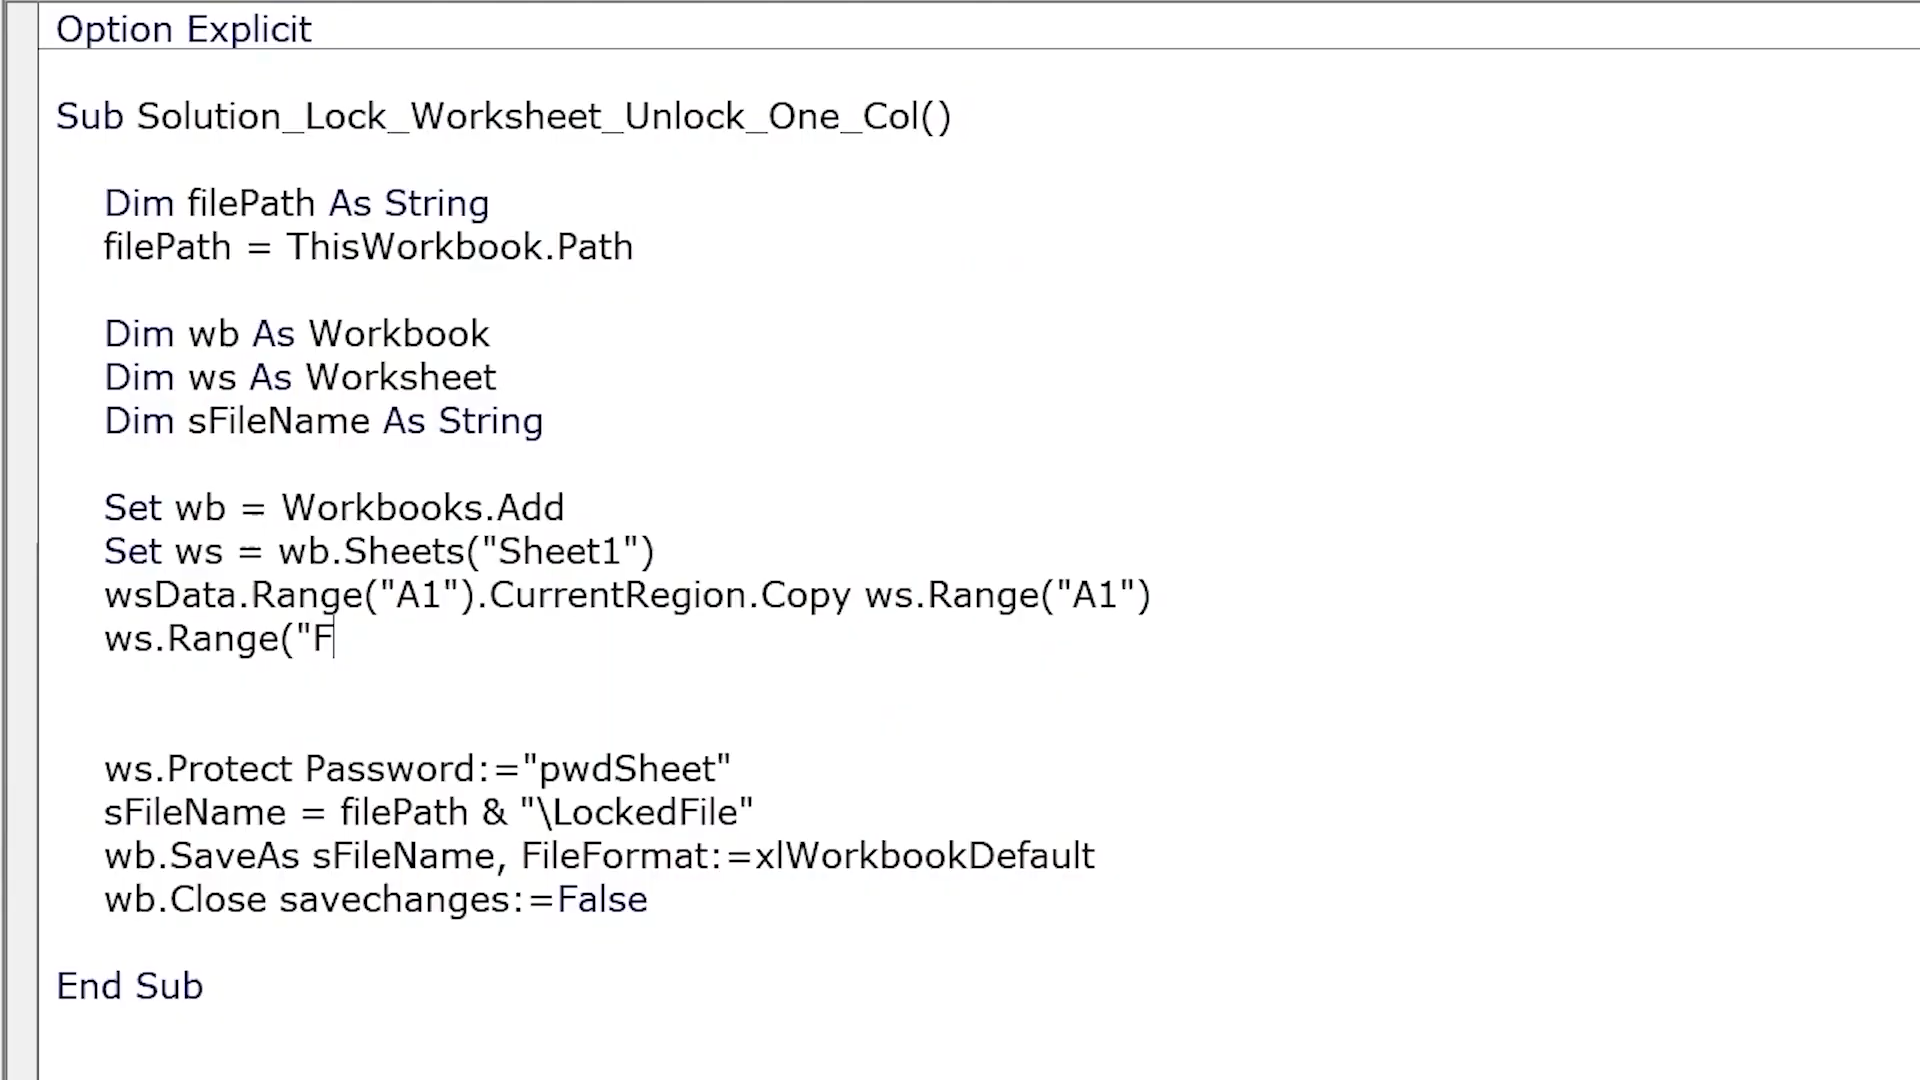 Option Explicit
Sub Solution_Lock_Worksheet_Unlock_One_Col()
Dim filePath As String
filePath = ThisWorkbook.Path
Dim wb As Workbook
Dim ws As Worksheet
Dim sFileName As String
Set wb = Workbooks.Add
Set ws = wb.Sheets("Sheet1")
wsData.Range("A1").CurrentRegion.Copy ws.Range("A1")
ws.Range("F
ws.Protect Password:="pwdSheet"
sFileName = filePath & "\LockedFile"
wb.SaveAs sFileName, FileFormat:=xlWorkbookDefault
wb.Close savechanges:=False
End Sub